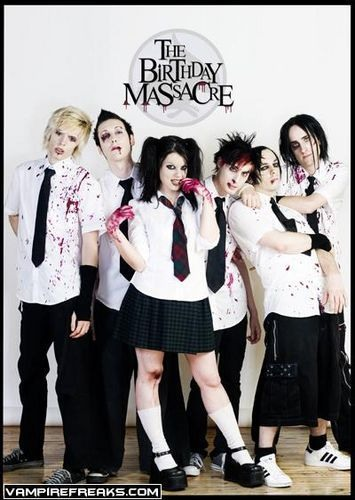 THE
BIRTHDAY
MASSACRE
VAMPIREFREAKS.COM